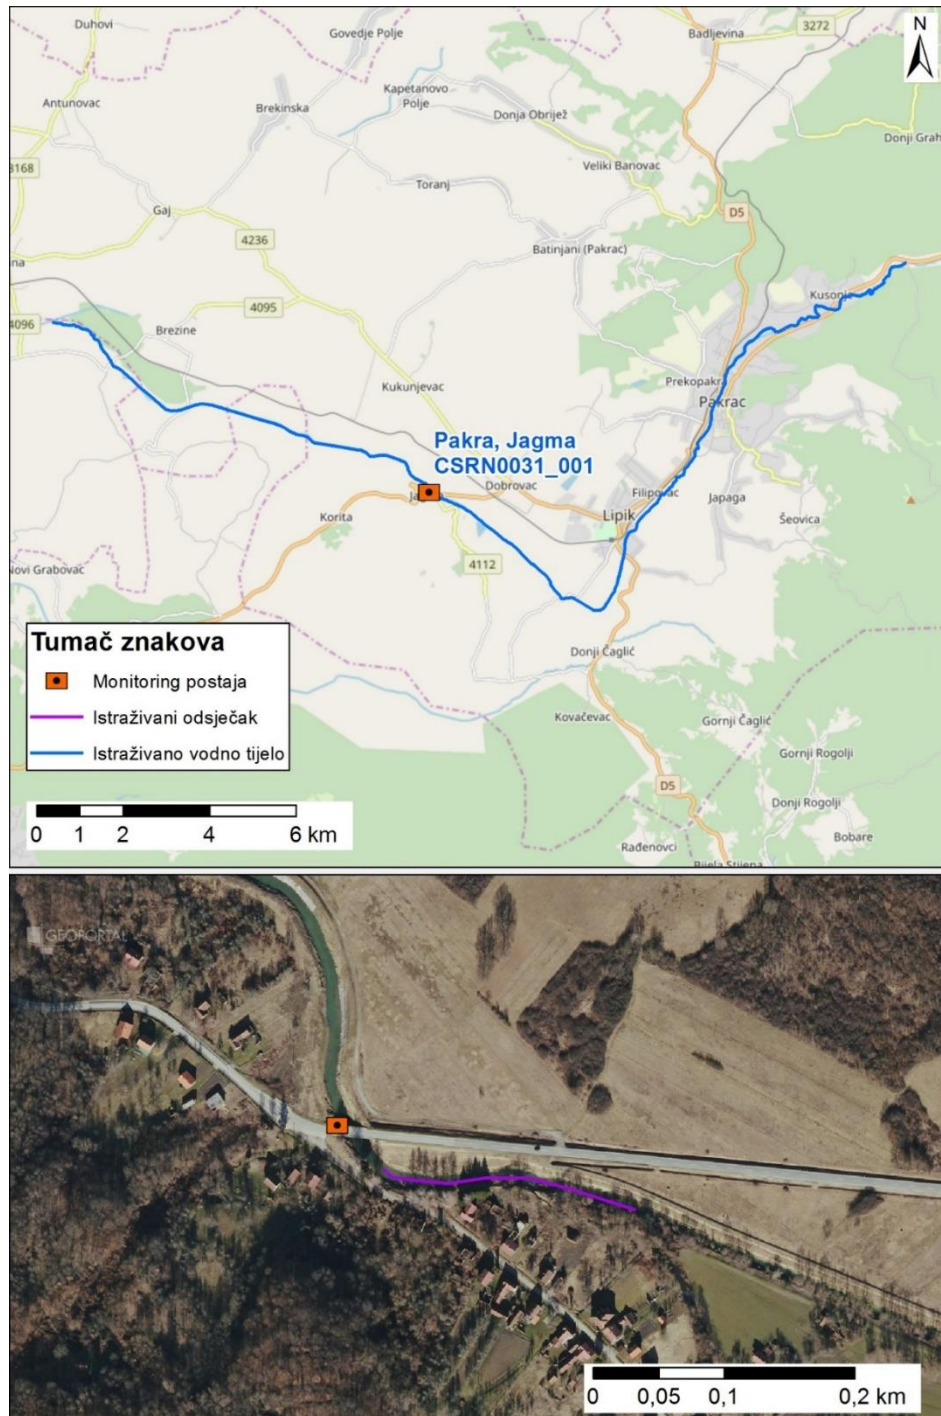 Duhovi
Govedje Polje
Badljevina
3272
N
Antunovac
Brekinska
Kapetanovo
Polje
Donja Obrijež
Donji Grah
3168
Veliki Banovac
Toranj
Gaj
D5
4236
Batinjani (Pakrac)
ana
4095
Kusonje
4096
Brezine
Kukunjevac
Prekopakra
Pakrac
Pakra, Jagma
CSRN0031_001
Dobrovac
Filipovac
Japaga
Lipik
Korita
Šeovica
4112
Novi Grabovac
Tumač znakova
Monitoring postaja
Istraživani odsječak
Istraživano vodno tijelo
Donji Čaglić
Kovačevac
Gornji Čaglić
Gornji Rogolji
D5
Donji Rogolji
Bobare
Rađenovci
Bijela Stijena
0 1 2 4 6 km
GEOPORTAL
0 0,05 0,1 0,2 km